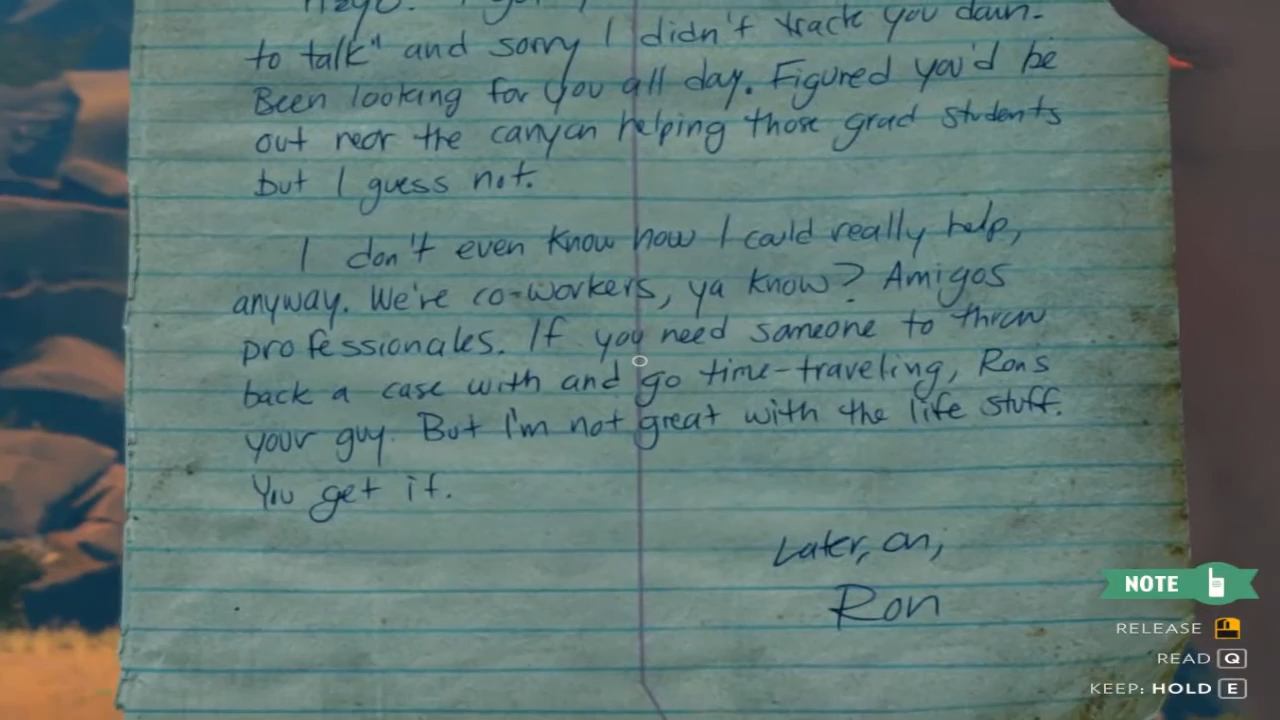 to talk" and sorry I didn't track you down.
Been looking for you all day. Figured you'd be
out near the canyon helping those grad students
but I guess not.
I don't even know how I could really help,
anyway. We're co-workers, ya know? Amigos
professionales. If you need someone to throw
back a case with and go time-traveling, Ron's
your guy. But I'm not great with the life stuff.
You get it.
Later, on,
Ron
NOTE
RELEASE
READ Q
KEEP: HOLD E